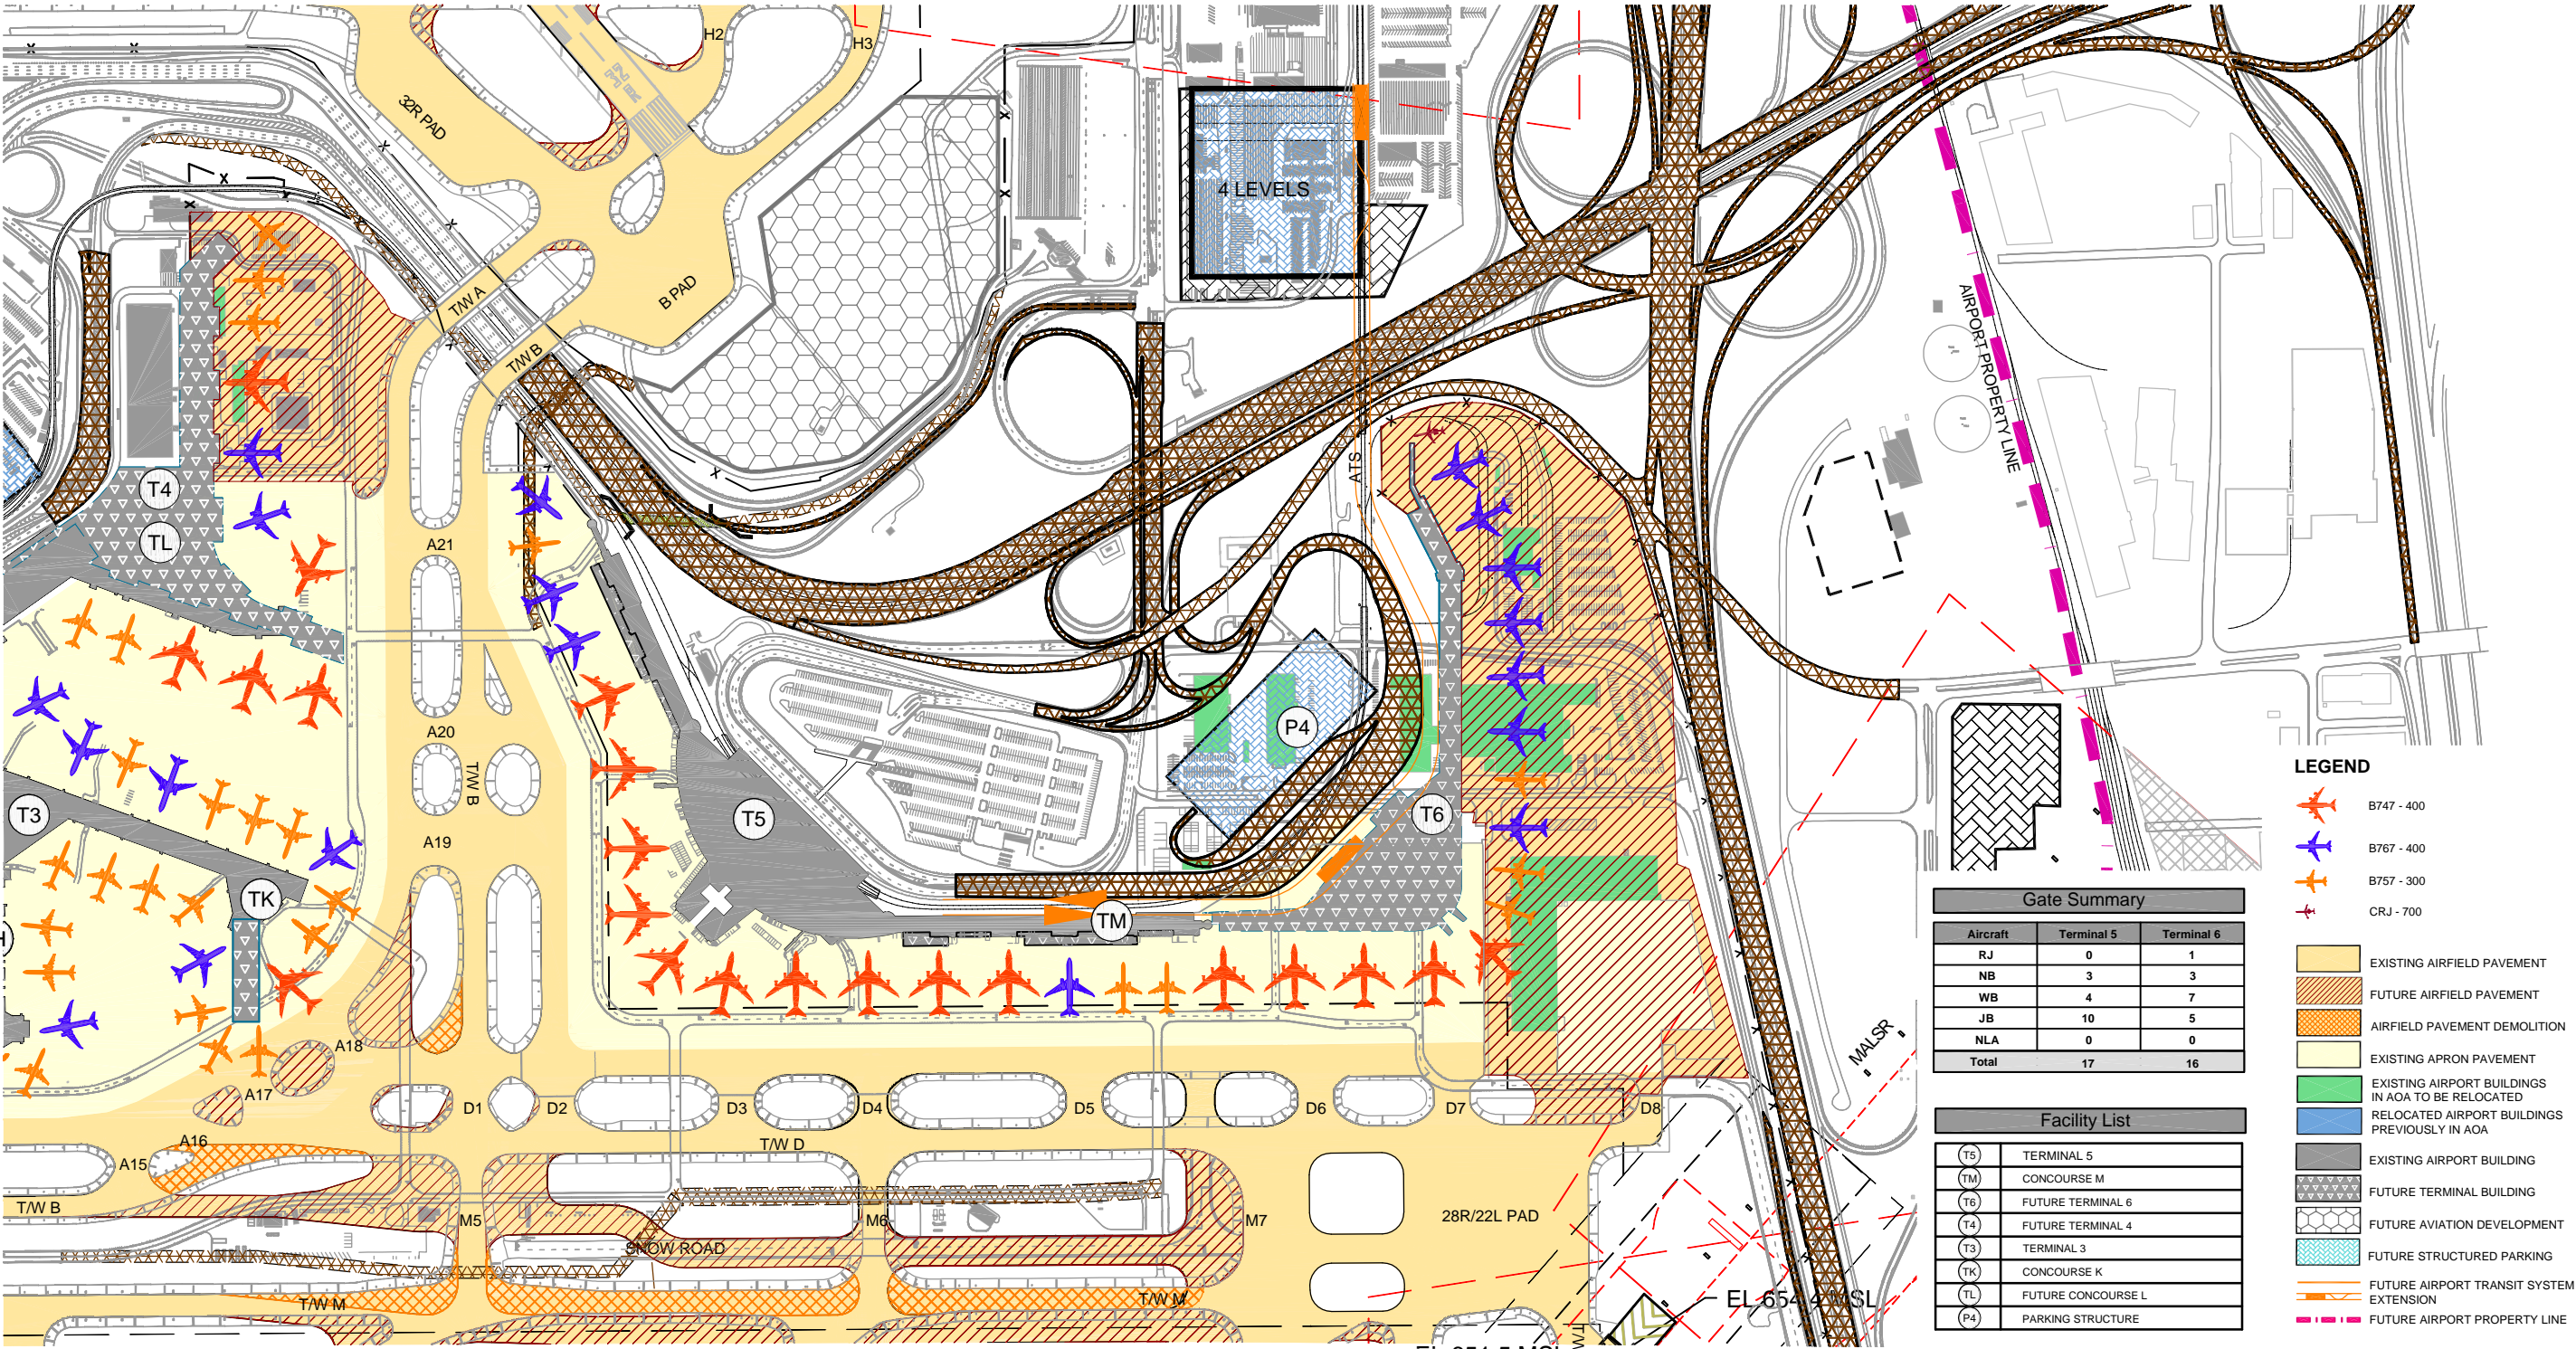 H2
H3
32R PAD
4 LEVELS
B PAD
T/W A
T/W B
AIRPORT PROPERTY LINE
ATS
T4
TL
A21
A20
T/W B
P4
T3
T5
T6
A19
TK
TM
A18
A17
D1
D2
D3
D4
D5
D6
D7
D8
A16
A15
T/W D
T/W B
M5
M6
M7
28R/22L PAD
SNOW ROAD
T/W M
T/W M
MALSR
EL 654.4 MSL
LEGEND
B747 - 400
B767 - 400
B757 - 300
CRJ - 700
EXISTING AIRFIELD PAVEMENT
FUTURE AIRFIELD PAVEMENT
AIRFIELD PAVEMENT DEMOLITION
EXISTING APRON PAVEMENT
EXISTING AIRPORT BUILDINGS
IN AOA TO BE RELOCATED
RELOCATED AIRPORT BUILDINGS
PREVIOUSLY IN AOA
EXISTING AIRPORT BUILDING
FUTURE TERMINAL BUILDING
FUTURE AVIATION DEVELOPMENT
FUTURE STRUCTURED PARKING
FUTURE AIRPORT TRANSIT SYSTEM
EXTENSION
FUTURE AIRPORT PROPERTY LINE
Gate Summary
Aircraft Terminal 5 Terminal 6
RJ 0 1
NB 3 3
WB 4 7
JB 10 5
NLA 0 0
Total 17 16
Facility List
T5 TERMINAL 5
TM CONCOURSE M
T6 FUTURE TERMINAL 6
T4 FUTURE TERMINAL 4
T3 TERMINAL 3
TK CONCOURSE K
TL FUTURE CONCOURSE L
P4 PARKING STRUCTURE